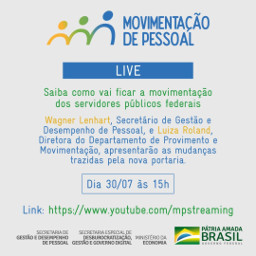 MOVIMENTAÇÃO
DE PESSOAL
LIVE
Saiba como vai ficar a movimentação
dos servidores públicos federais
Wagner Lenhart, Secretário de Gestão e
Desempenho de Pessoal, e Luiza Roland,
Diretora do Departamento de Provimento e
Movimentação, apresentarão as mudanças
trazidas pela nova portaria.
Dia 30/07 às 15h
Link: https://www.youtube.com/mpstreaming
SECRETARIA DE
GESTÃO E DESEMPENHO
DE PESSOAL
SECRETARIA ESPECIAL DE
DESBUROCRATIZAÇÃO,
GESTÃO E GOVERNO DIGITAL
MINISTÉRIO DA
ECONOMIA
PÁTRIA AMADA
BRASIL
GOVERNO FEDERAL